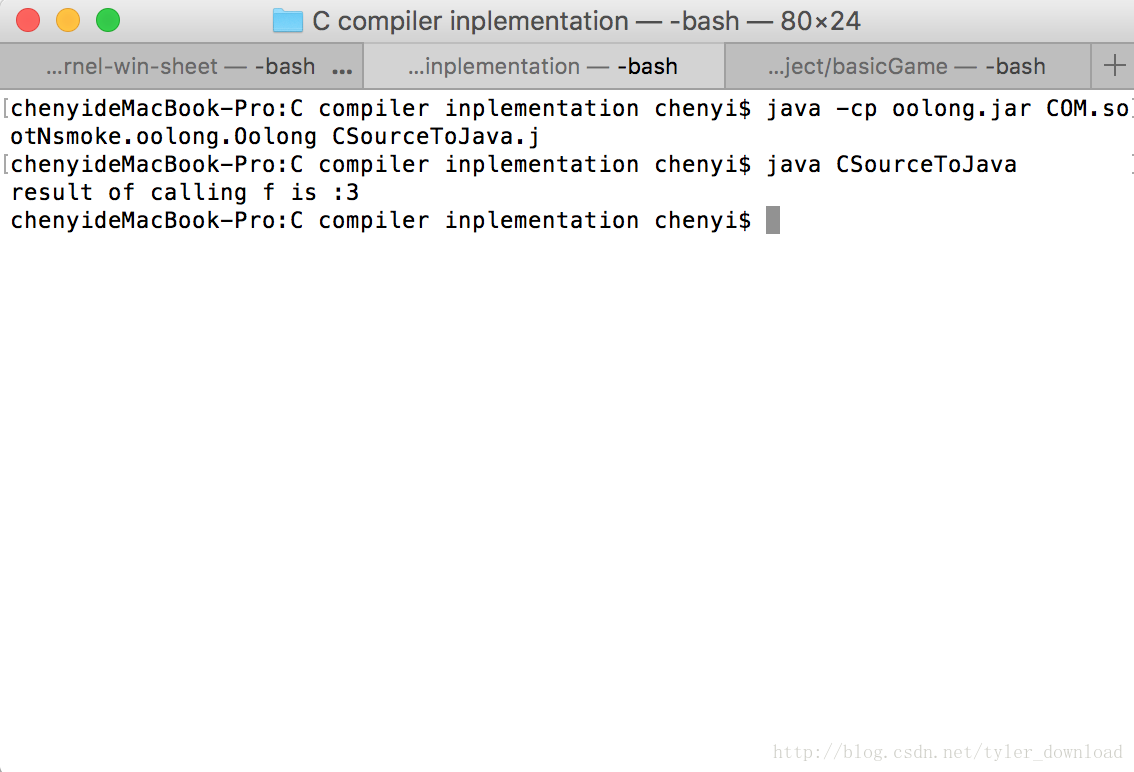 C compiler inplementation — -bash — 80×24
...rnel-win-sheet — -bash ... ...inplementation — -bash ...ject/basicGame — -bash +
[chenyideMacBook-Pro:C compiler inplementation chenyi$ java -cp oolong.jar COM.so]
otNsmoke.oolong.Oolong CSourceToJava.j
[chenyideMacBook-Pro:C compiler inplementation chenyi$ java CSourceToJava ]
result of calling f is :3
chenyideMacBook-Pro:C compiler inplementation chenyi$
http://blog.csdn.net/tyler_download